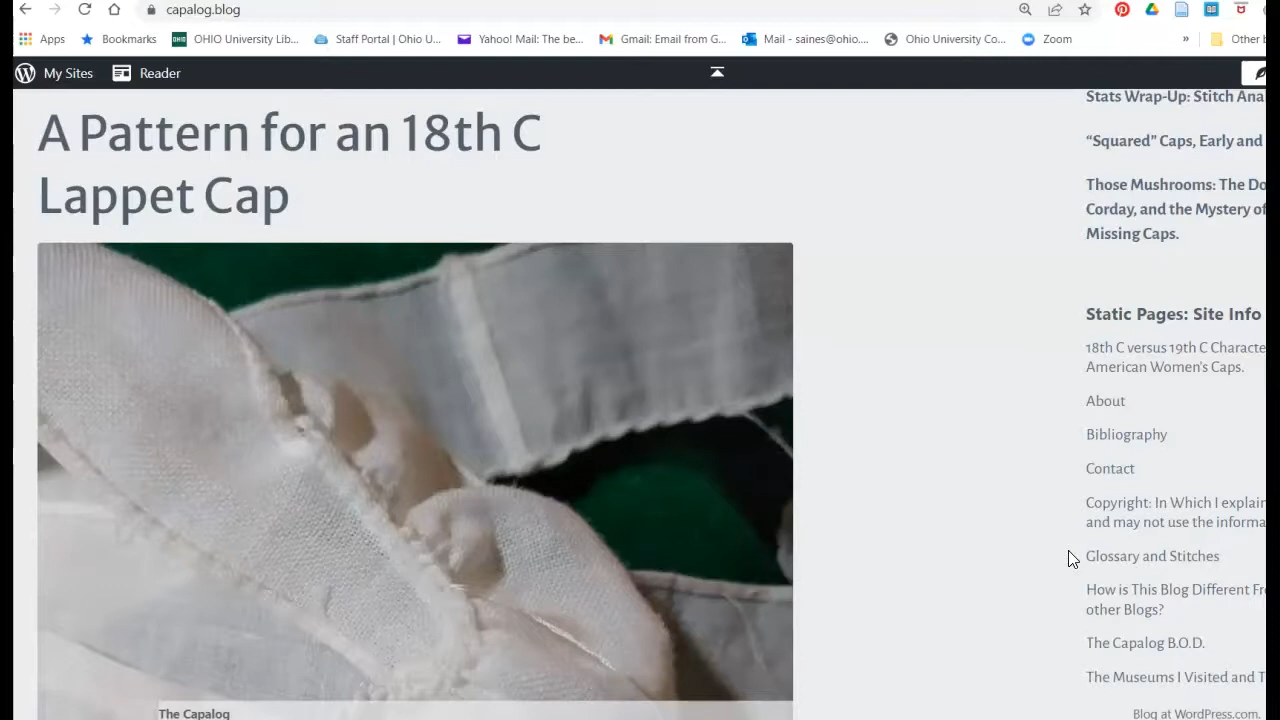 capalog.blog
Apps
Bookmarks
OHIO University Lib...
Staff Portal | Ohio U...
Yahoo! Mail: The be...
Gmail: Email from G...
Mail - saines@ohio....
Ohio University Co...
Zoom
»
Other b
My Sites
Reader
A Pattern for an 18th C
Lappet Cap
The Capalog
Stats Wrap-Up: Stitch Ana
“Squared” Caps, Early and
Those Mushrooms: The Do
Corday, and the Mystery of
Missing Caps.
Static Pages: Site Info
18th C versus 19th C Characte
American Women's Caps.
About
Bibliography
Contact
Copyright: In Which I explain
and may not use the informa
Glossary and Stitches
How is This Blog Different Fr
other Blogs?
The Capalog B.O.D.
The Museums I Visited and T
Blog at WordPress.com.